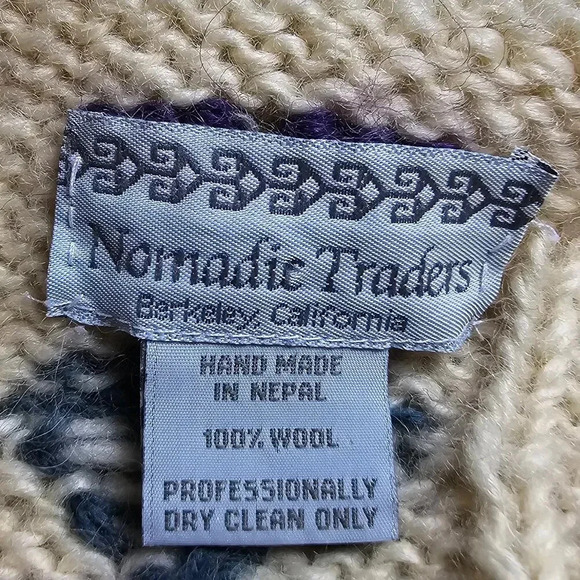 Nomadic Traders
Berkeley, California
HAND MADE
IN NEPAL
100% WOOL
PROFESSIONALLY
DRY CLEAN ONLY